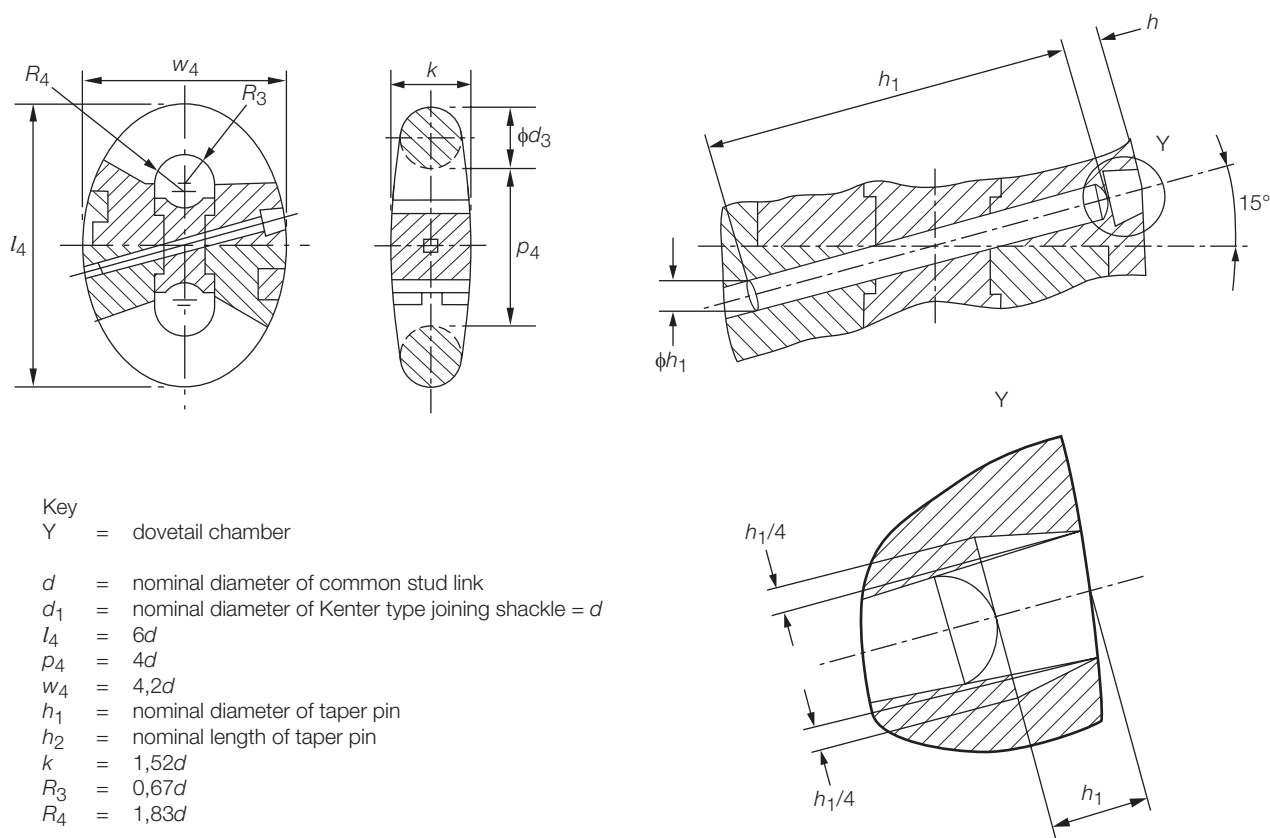 R4
w4
R3
l4
k
ϕd3
p4
h1
h
Y
15°
ϕh1
Y
h1/4
h1/4
h1
Key
Y = dovetail chamber
d = nominal diameter of common stud link
d1 = nominal diameter of Kenter type joining shackle = d
l4 = 6d
p4 = 4d
w4 = 4,2d
h1 = nominal diameter of taper pin
h2 = nominal length of taper pin
k = 1,52d
R3 = 0,67d
R4 = 1,83d